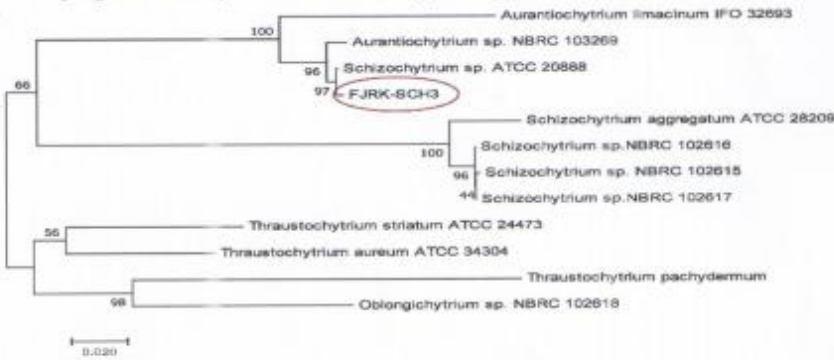 100
Aurantiochytrium limacinum IFO 32693
Aurantiochytrium sp. NBRC 103269
96
Schizochytrium sp. ATCC 20888
97
FJRK-SCH3
66
Schizochytrium aggregatum ATCC 28209
100
Schizochytrium sp.NBRC 102616
96
Schizochytrium sp. NBRC 102615
44
Schizochytrium sp.NBRC 102617
56
Thraustochytrium striatum ATCC 24473
Thraustochytrium aureum ATCC 34304
Thraustochytrium pachydermum
98
Oblongichytrium sp. NBRC 102618
0.020